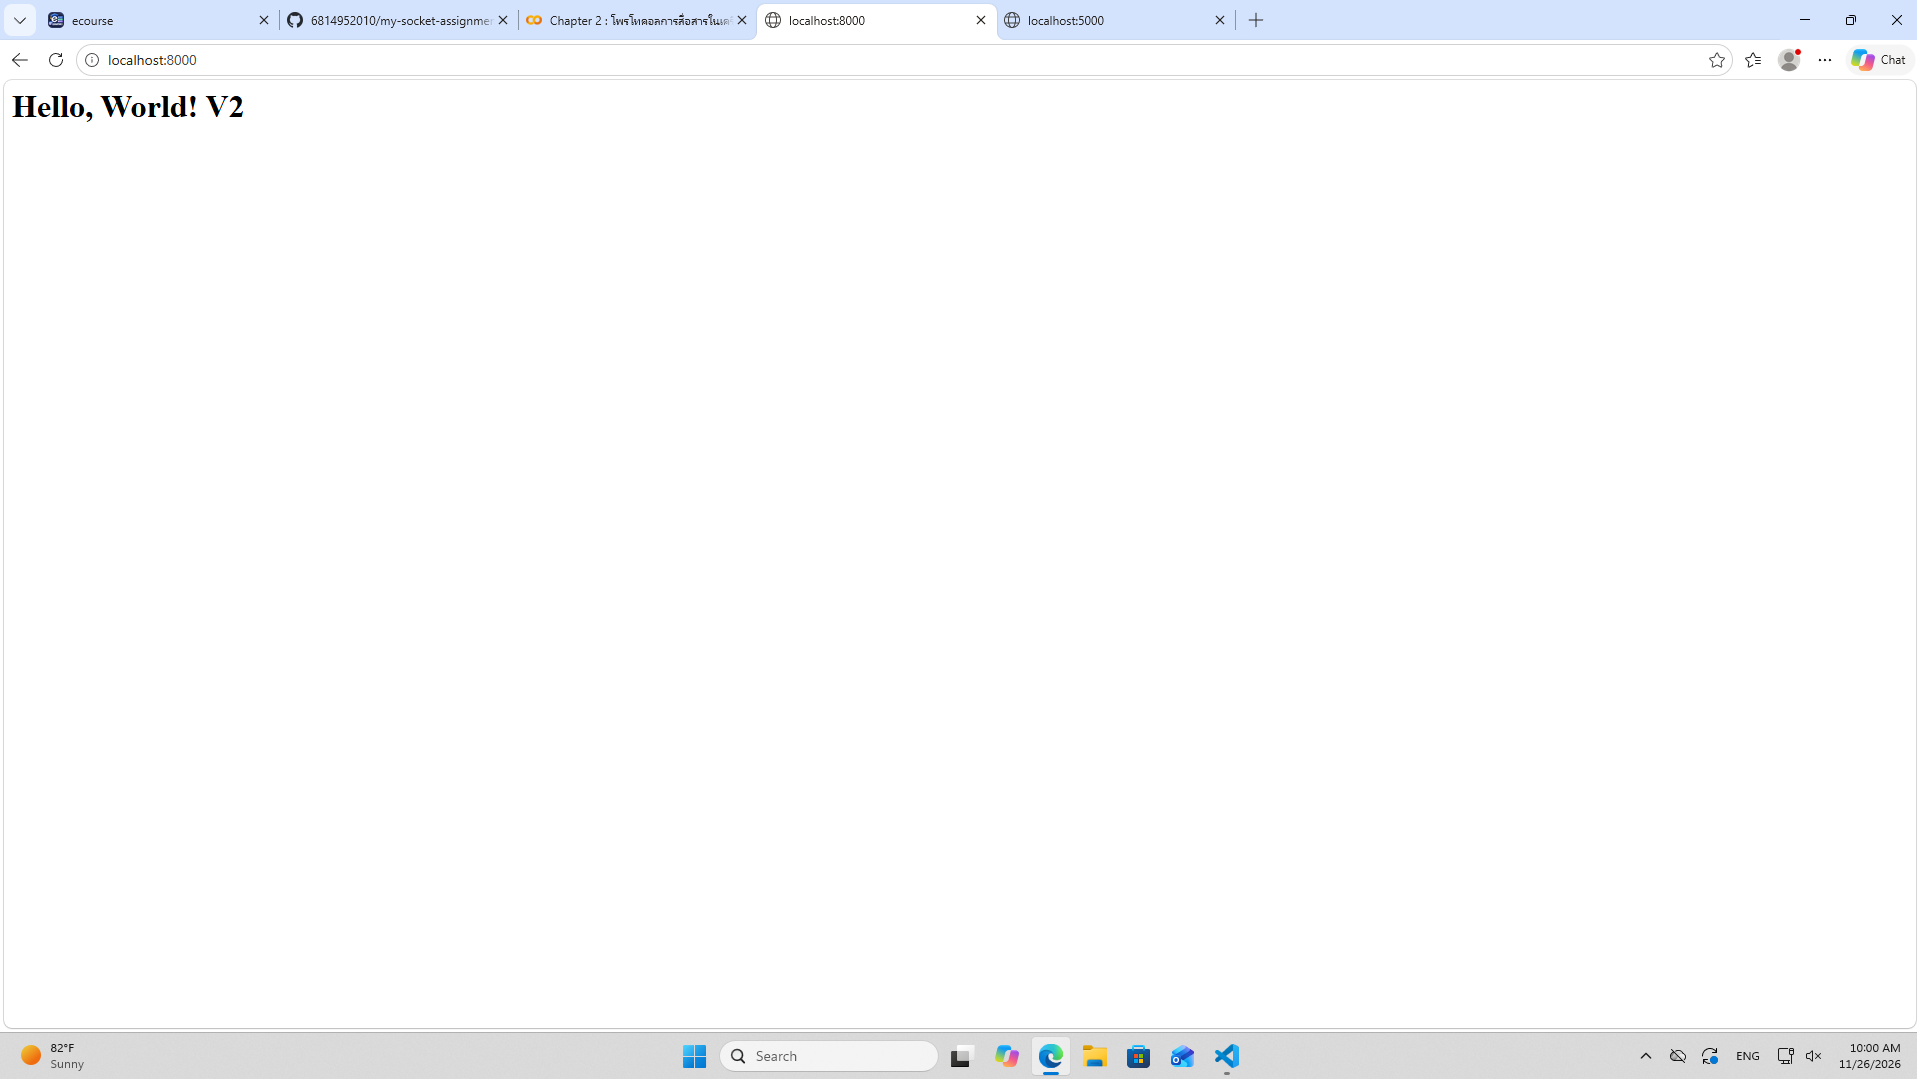 ecourse
6814952010/my-socket-assignmen
Chapter 2 : โพรโทคอลการสื่อสารในเคร
localhost:8000
localhost:5000
localhost:8000
Chat
Hello, World! V2
82°F
Sunny
Search
ENG
10:00 AM
11/26/2026